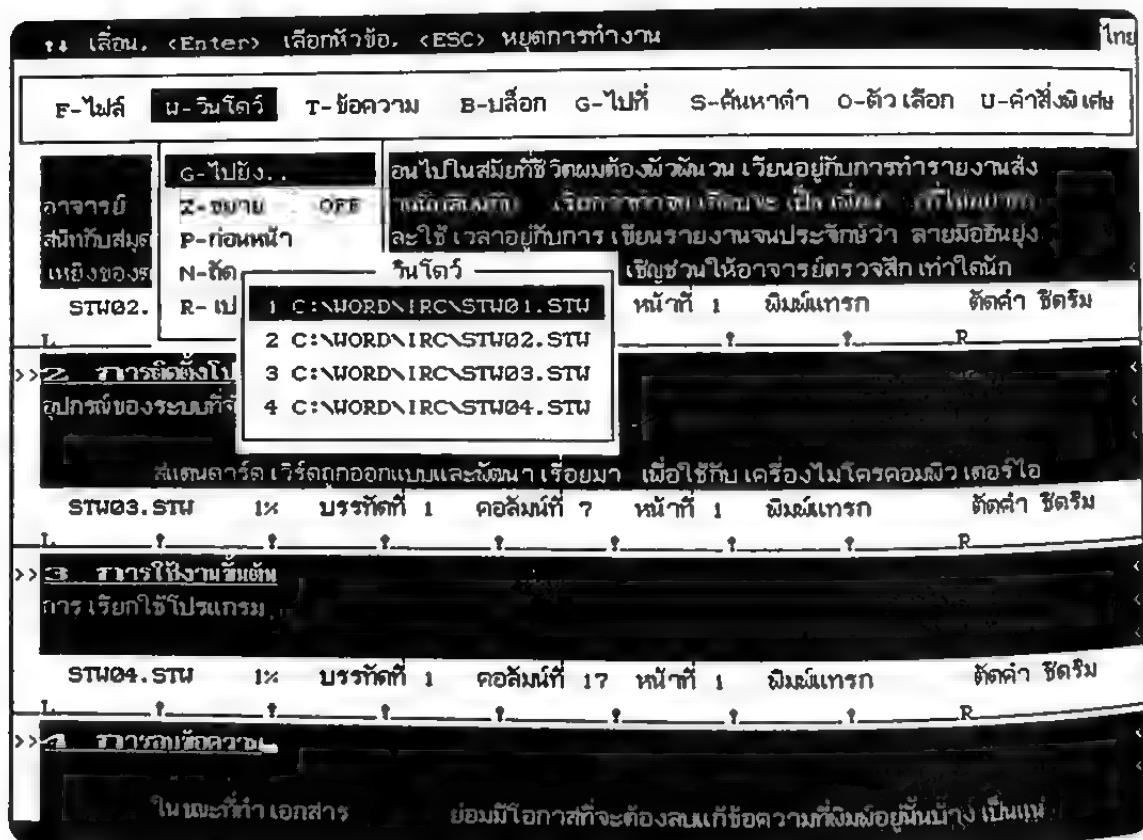 ↑↓ เลื่อน, <Enter> เลือกหัวข้อ, <ESC> หยุดการทำงาน ไทย
F-ไฟล์ W-วินโดว์ T-ข้อความ B-บล็อก G-ไปที่ S-ค้นหาคำ O-ตัวเลือก U-คำสั่งพิเศษ
G-ไปยัง.. อนไปในสมัยที่ชีวิตผมต้องพัวพันวนเวียนอยู่กับการทำรายงานส่ง
อาจารย์ Z-ขยาย OFF
สนิทกับสมุด P-ก่อนหน้า ละใช้เวลาอยู่กับการเขียนรายงานจนประจักษ์ว่า ลายมืออันยุ่ง
เหยิงของ N-ถัด วินโดว์ เชิญชวนให้อาจารย์ตรวจสักเท่าใดนัก
STW02. R-เป 1 C:\WORD\IRC\STW01.STW หน้าที่ 1 พิมพ์แทรก ตัดคำ ชิดริม
L 2 C:\WORD\IRC\STW02.STW R
>>2 การติดตั้งโป 3 C:\WORD\IRC\STW03.STW
อุปกรณ์ของระบบที่ 4 C:\WORD\IRC\STW04.STW
สแตนดาร์ดเวิร์ดถูกออกแบบและพัฒนาเรื่อยมา เพื่อใช้กับเครื่องไมโครคอมพิวเตอร์ไอ
STW03.STW 1% บรรทัดที่ 1 คอลัมน์ที่ 7 หน้าที่ 1 พิมพ์แทรก ตัดคำ ชิดริม
L R
>>3 การใช้งานขั้นต้น
การเรียกใช้โปรแกรม
STW04.STW 1% บรรทัดที่ 1 คอลัมน์ที่ 17 หน้าที่ 1 พิมพ์แทรก ตัดคำ ชิดริม
L R
>>4 การลบข้อความ
ในขณะที่ทำเอกสาร ย่อมมีโอกาสที่จะต้องลบแก้ข้อความที่พิมพ์อยู่นั้นบ้าง เป็นแน่